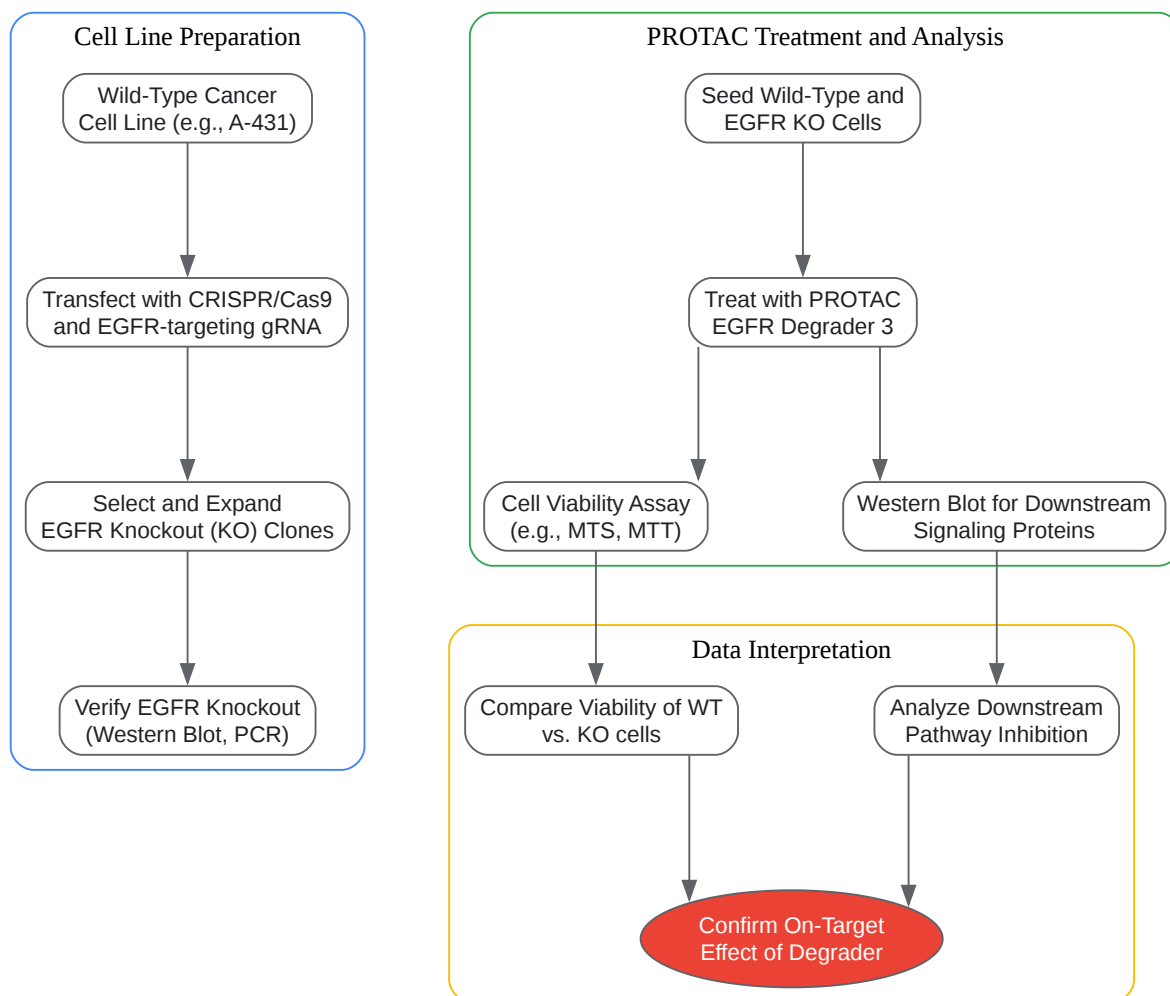 Cell Line Preparation
Wild-Type Cancer
Cell Line (e.g., A-431)
Transfect with CRISPR/Cas9
and EGFR-targeting gRNA
Select and Expand
EGFR Knockout (KO) Clones
Verify EGFR Knockout
(Western Blot, PCR)
PROTAC Treatment and Analysis
Seed Wild-Type and
EGFR KO Cells
Treat with PROTAC
EGFR Degrader 3
Cell Viability Assay
(e.g., MTS, MTT)
Western Blot for Downstream
Signaling Proteins
Data Interpretation
Compare Viability of WT
vs. KO cells
Analyze Downstream
Pathway Inhibition
Confirm On-Target
Effect of Degrader